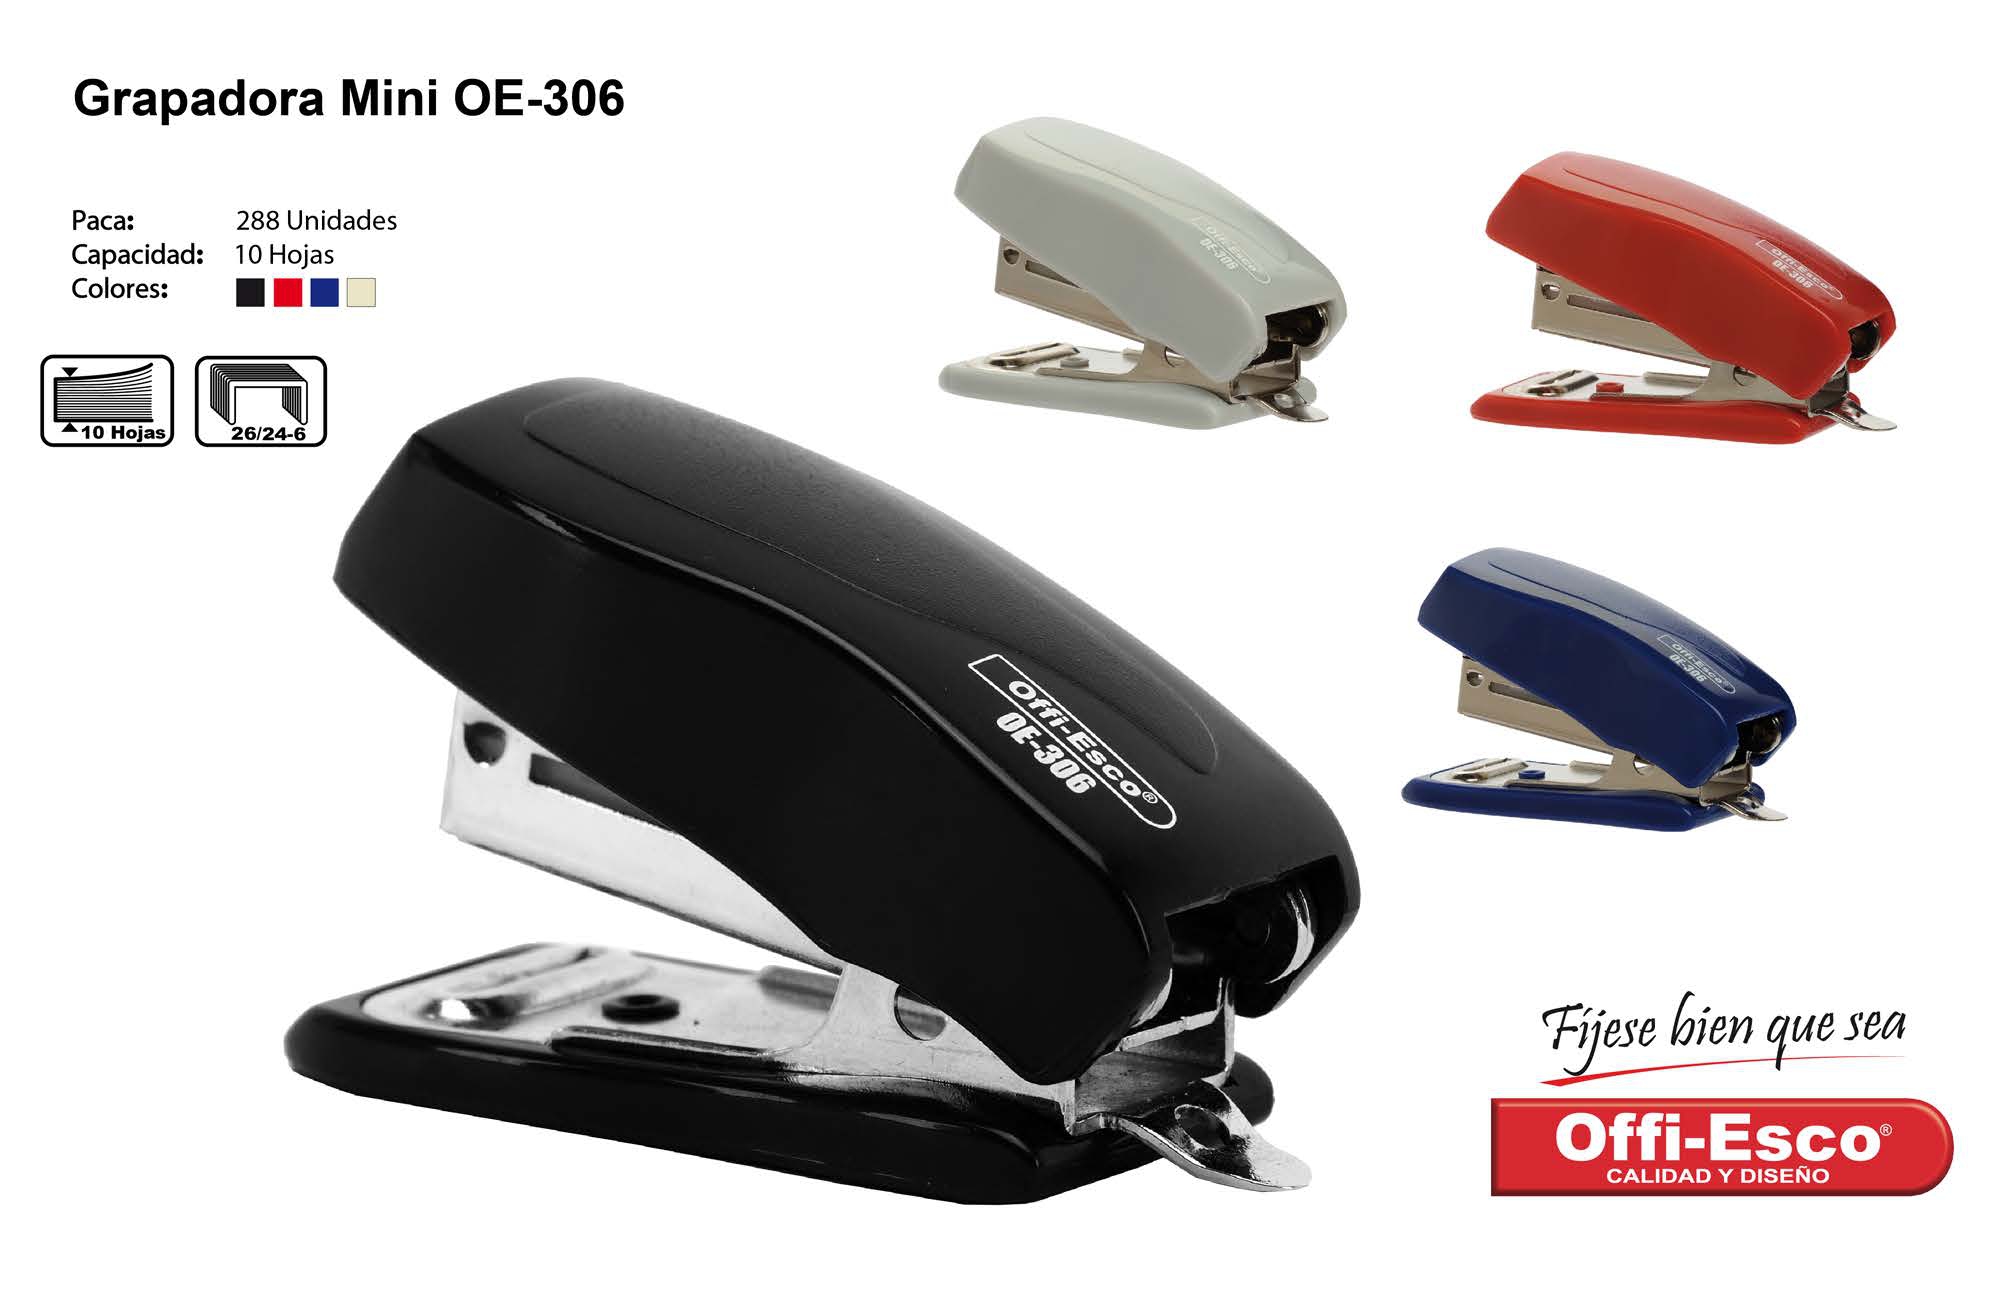 Grapadora Mini OE-306
Paca: 288 Unidades
Capacidad: 10 Hojas
Colores:
10 Hojas
26/24-6
Offi-Esco®
OE-306
Offi-Esco
OE-306
Offi-Esco®
OE-306
Offi-Esco®
OE-306
Fíjese bien que sea
Offi-Esco®
CALIDAD Y DISEÑO